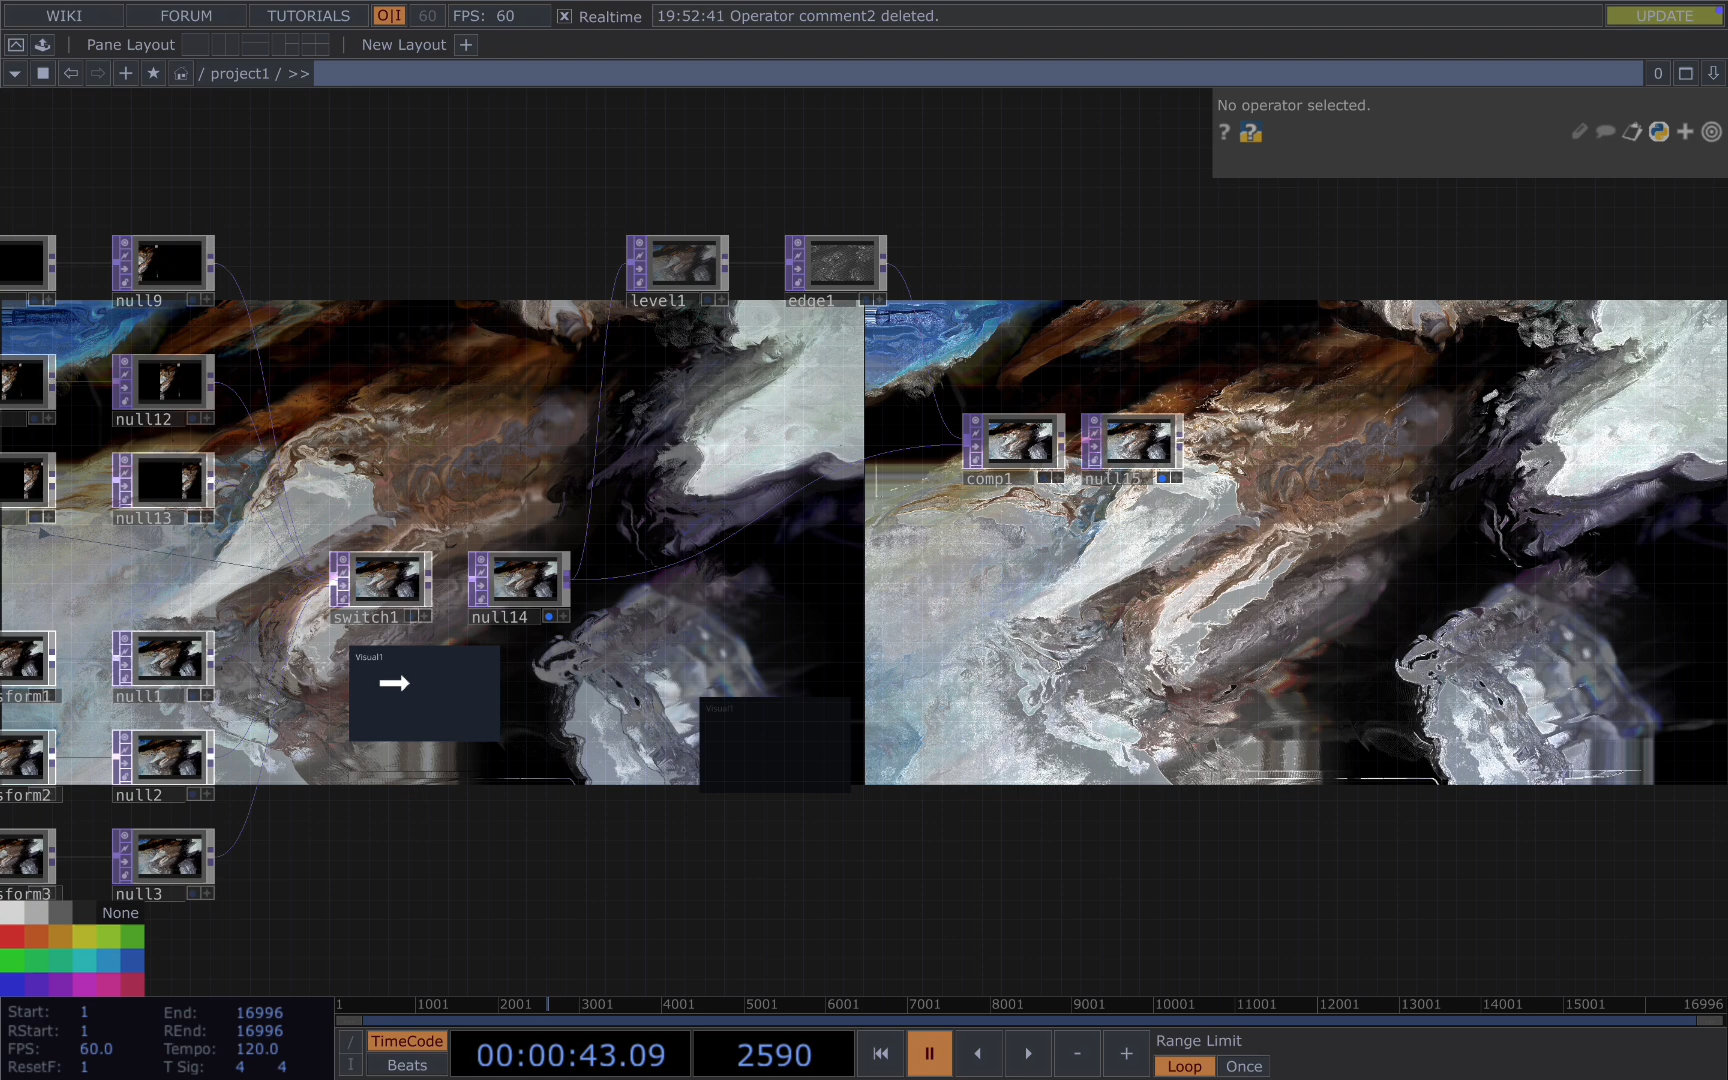 WIKI FORUM TUTORIALS O|I 60 FPS: 60 Realtime 19:52:41 Operator comment2 deleted. UPDATE
Pane Layout New Layout +
/ project1 / >> 0
No operator selected.
null9
level1
edge1
null12
comp1
null15
null13
switch1
null14
Visual1
sform1
null1
Visual1
sform2
null2
sform3
null3
None
Start: 1 End: 16996
RStart: 1 REnd: 16996
FPS: 60.0 Tempo: 120.0
ResetF: 1 T Sig: 4 4
1 1001 2001 3001 4001 5001 6001 7001 8001 9001 10001 11001 12001 13001 14001 15001 16996
TimeCode
Beats
00:00:43.09
2590
- +
Range Limit
Loop Once